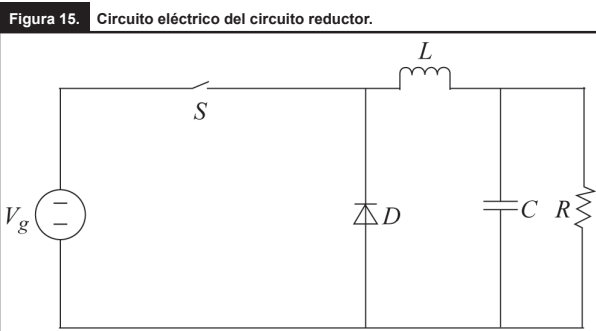 Figura 15. Circuito eléctrico del circuito reductor.
L
S
Vg
D
C
R